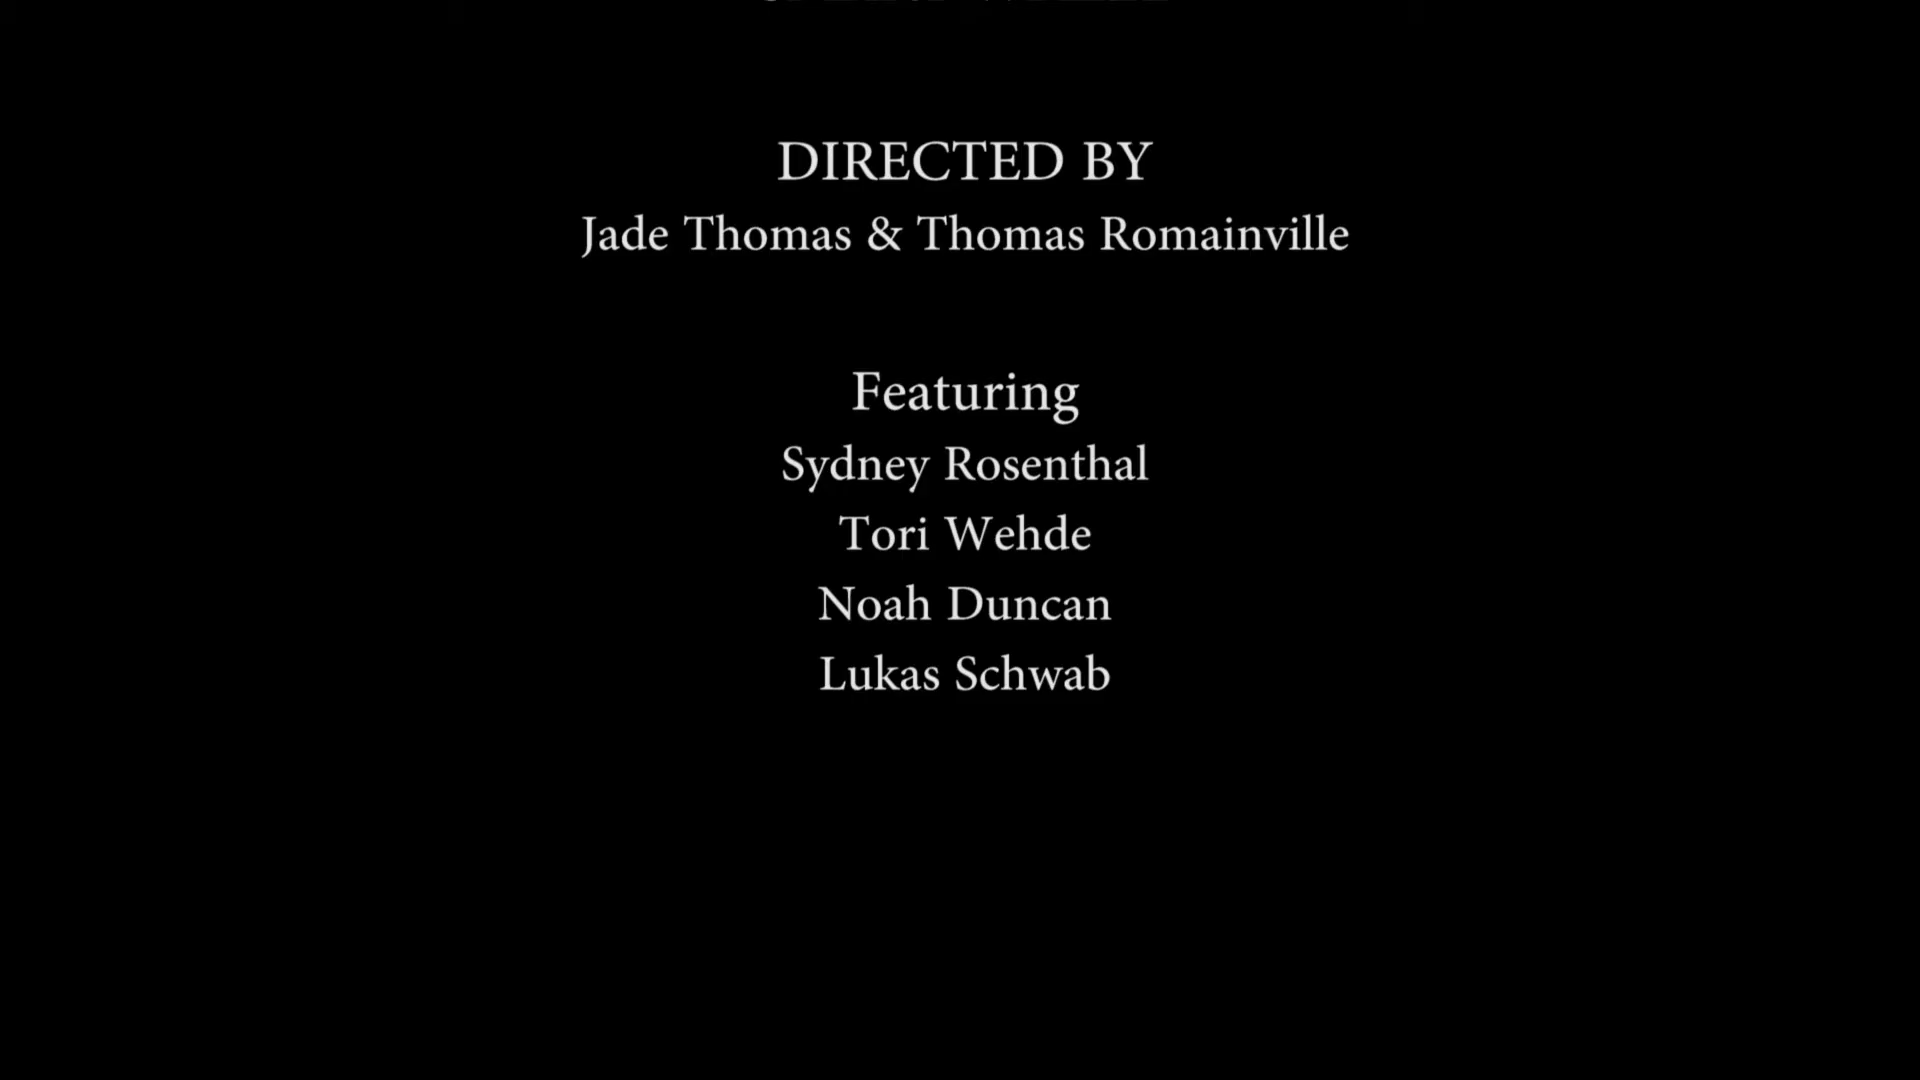 DIRECTED BY
Jade Thomas & Thomas Romainville
Featuring
Sydney Rosenthal
Tori Wehde
Noah Duncan
Lukas Schwab